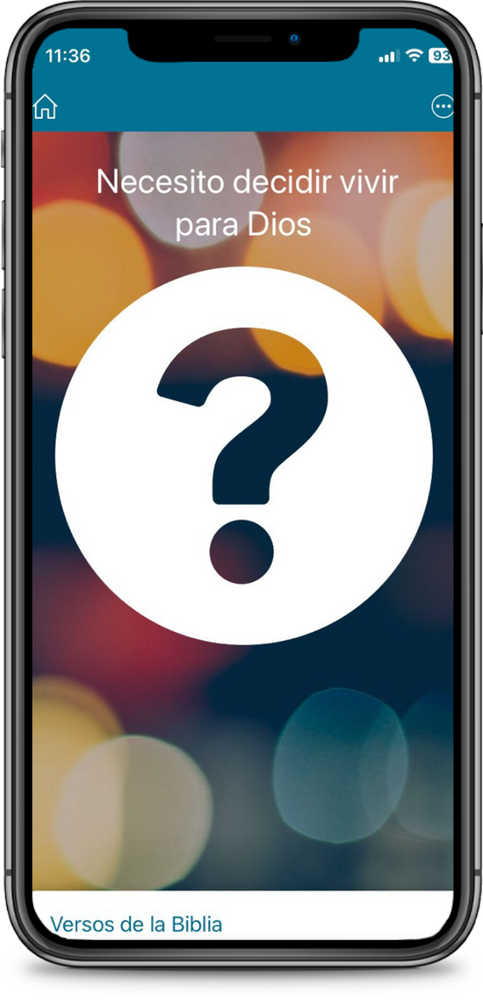 11:36
93
Necesito decidir vivir
para Dios
?
Versos de la Biblia